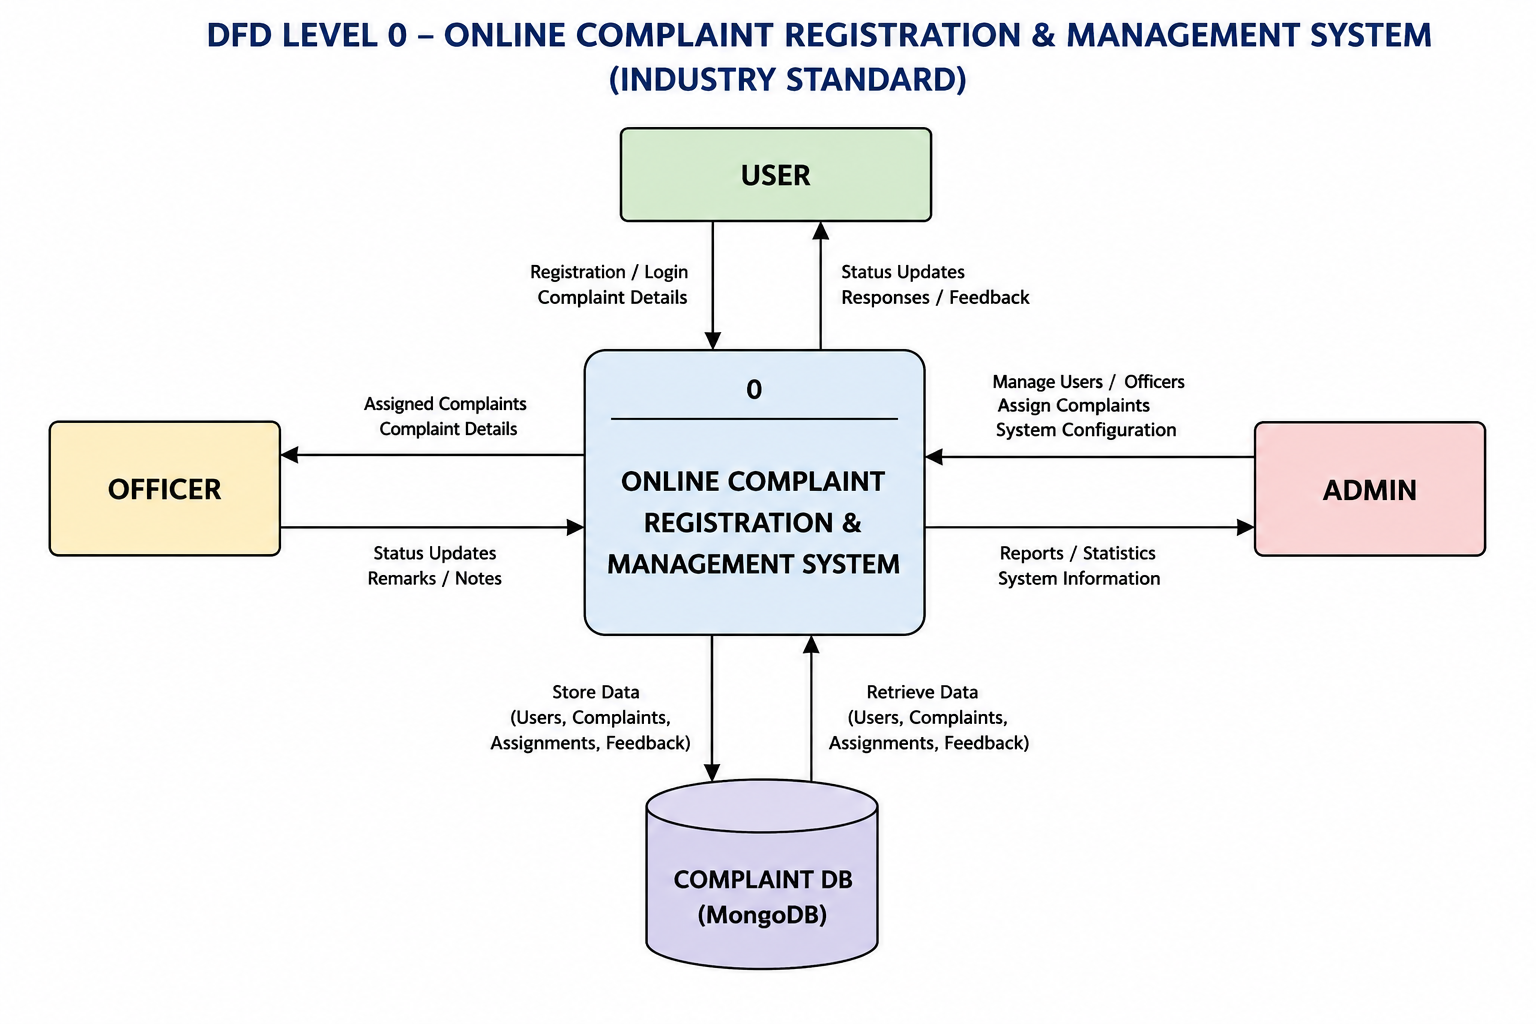 DFD LEVEL 0 – ONLINE COMPLAINT REGISTRATION & MANAGEMENT SYSTEM
(INDUSTRY STANDARD)
USER
Registration / Login
Complaint Details
Status Updates
Responses / Feedback
0
ONLINE COMPLAINT
REGISTRATION &
MANAGEMENT SYSTEM
Assigned Complaints
Complaint Details
OFFICER
Status Updates
Remarks / Notes
Manage Users / Officers
Assign Complaints
System Configuration
ADMIN
Reports / Statistics
System Information
Store Data
(Users, Complaints,
Assignments, Feedback)
Retrieve Data
(Users, Complaints,
Assignments, Feedback)
COMPLAINT DB
(MongoDB)